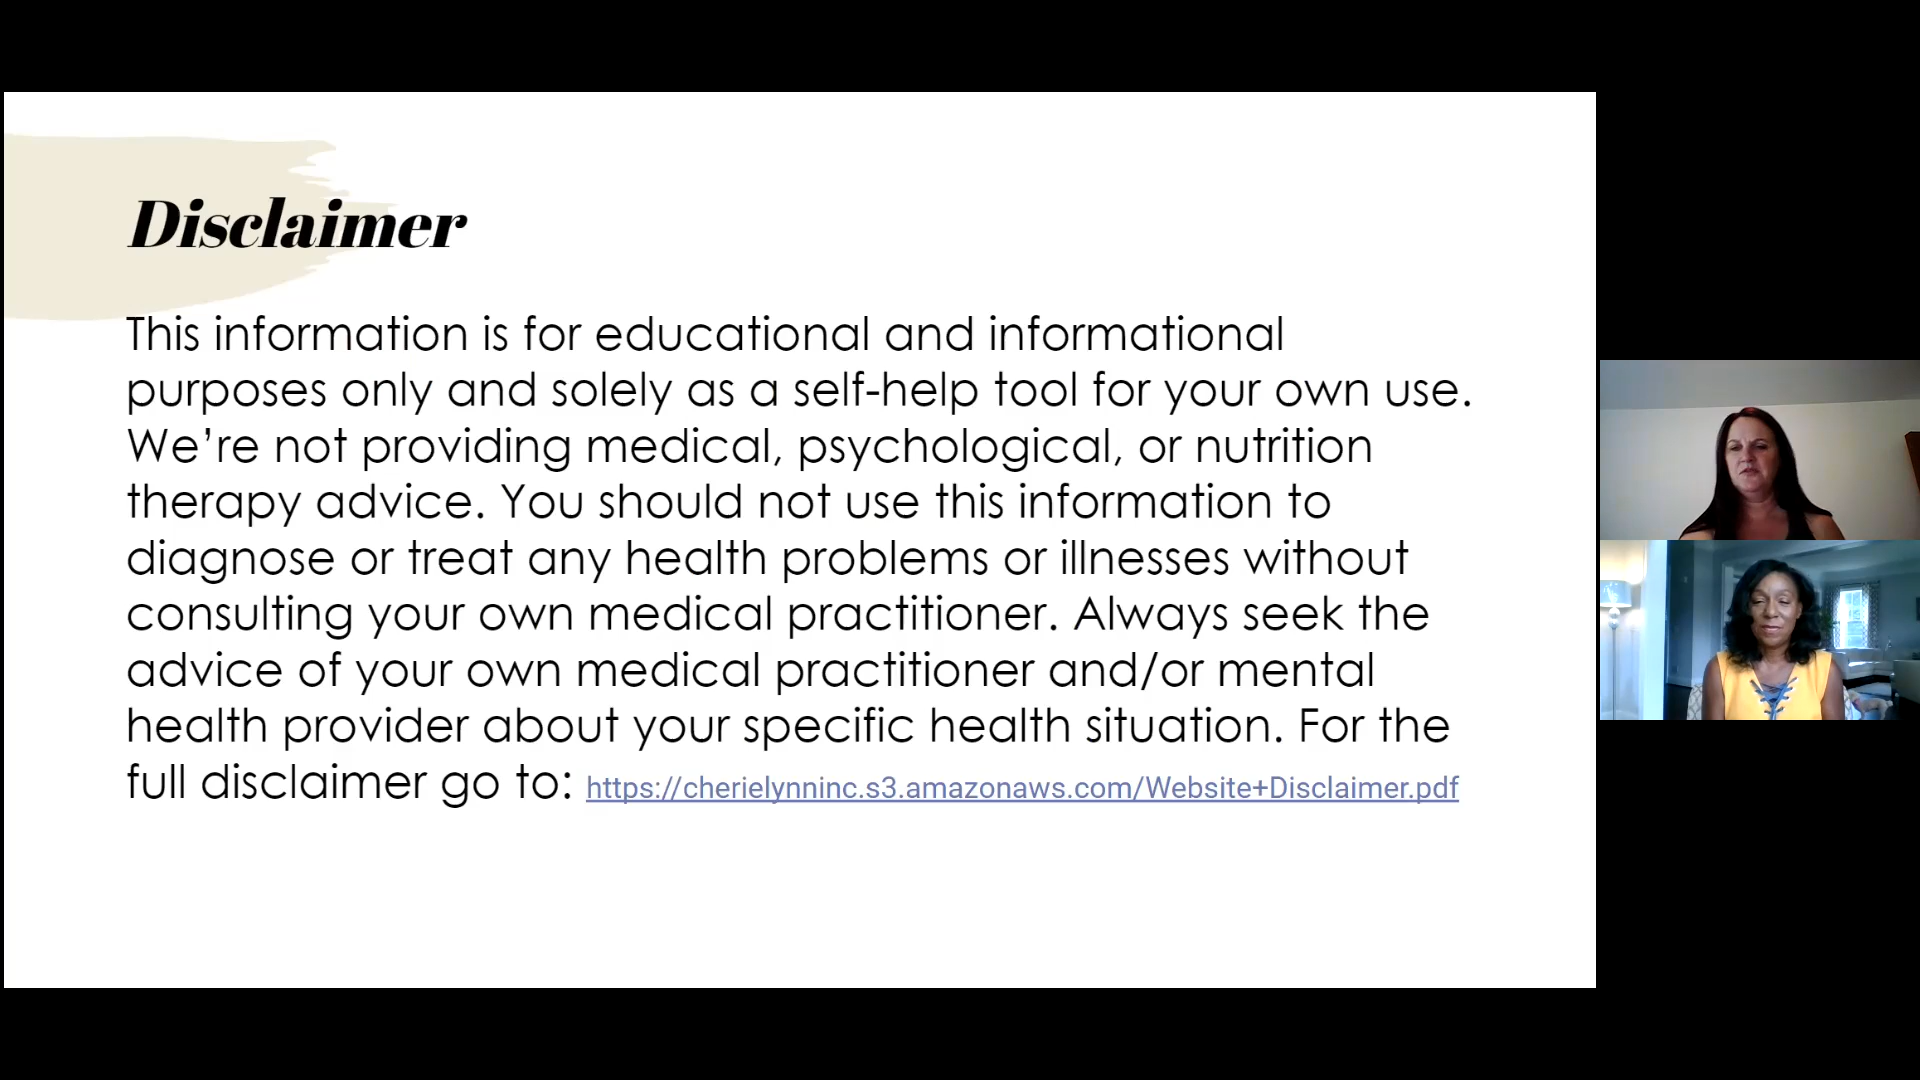 Disclaimer
This information is for educational and informational
purposes only and solely as a self-help tool for your own use.
We’re not providing medical, psychological, or nutrition
therapy advice. You should not use this information to
diagnose or treat any health problems or illnesses without
consulting your own medical practitioner. Always seek the
advice of your own medical practitioner and/or mental
health provider about your specific health situation. For the
full disclaimer go to: https://cherielynninc.s3.amazonaws.com/Website+Disclaimer.pdf